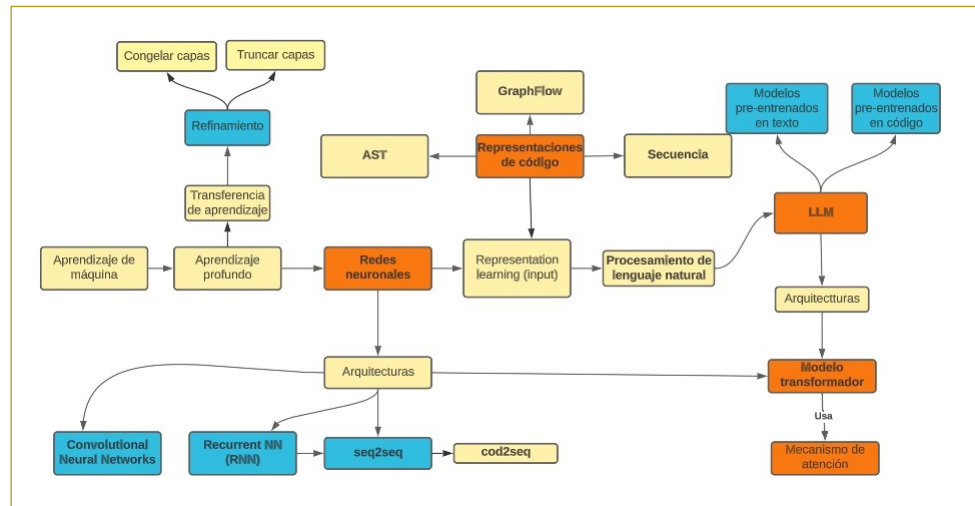 Congelar capas
Truncar capas
GraphFlow
Modelos
pre-entrenados
en texto
Modelos
pre-entrenados
en código
Refinamiento
AST
Representaciones
de código
Secuencia
Transferencia
de aprendizaje
LLM
Aprendizaje de
máquina
Aprendizaje
profundo
Redes
neuronales
Representation
learning (input)
Procesamiento de
lenguaje natural
Arquitectturas
Arquitecturas
Modelo
transformador
Usa
Convolutional
Neural Networks
Recurrent NN
(RNN)
seq2seq
cod2seq
Mecanismo de
atención